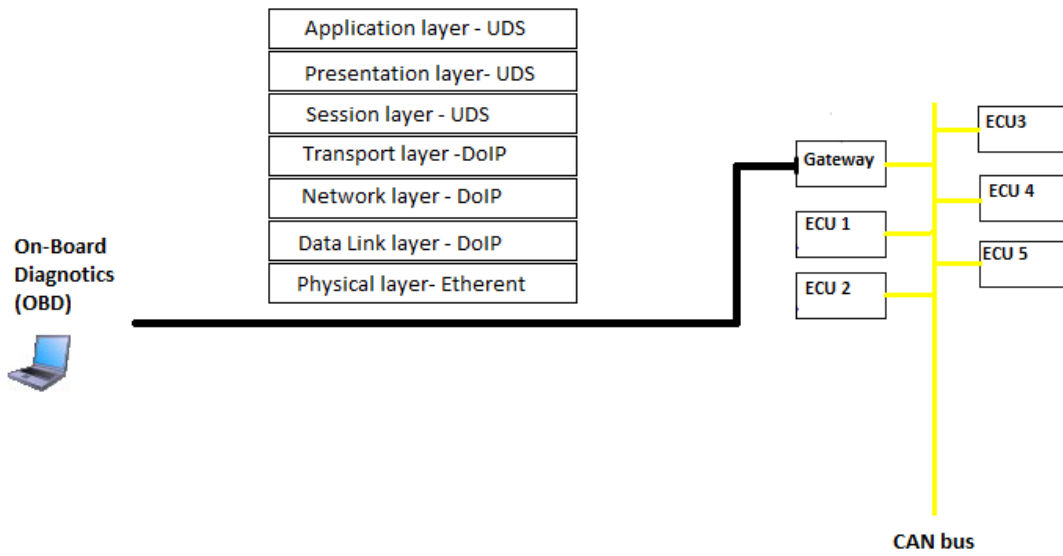 Application layer - UDS
Presentation layer- UDS
Session layer - UDS
Transport layer -DoIP
Network layer - DoIP
Data Link layer - DoIP
Physical layer- Etherent
On-Board
Diagnotics
(OBD)
Gateway
ECU 1
ECU 2
ECU3
ECU 4
ECU 5
CAN bus